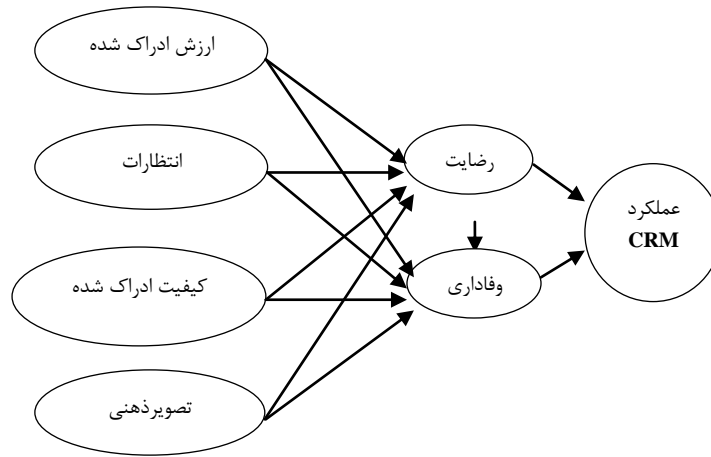 ارزش ادراک شده
انتظارات
کیفیت ادراک شده
تصویرذهنی
رضایت
وفاداری
عملکرد
CRM